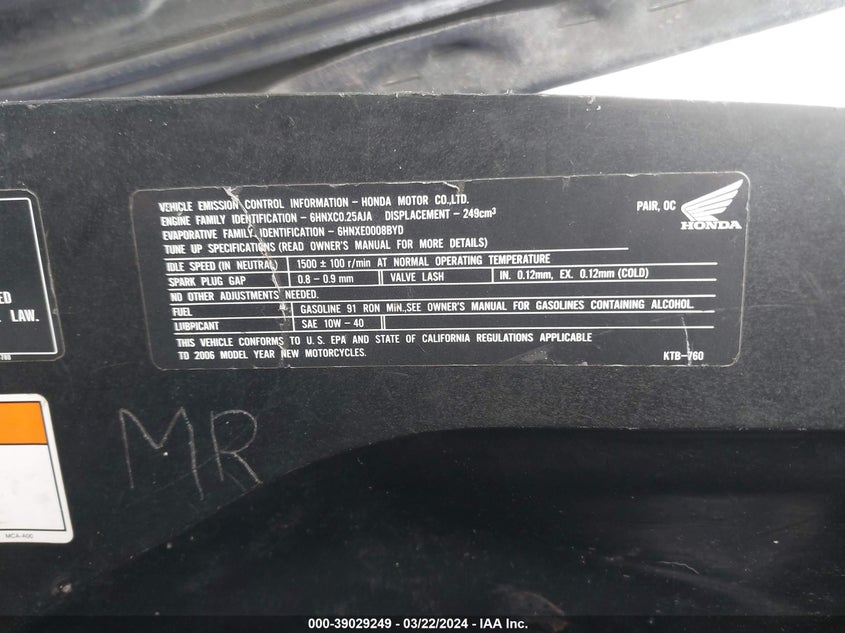 VEHICLE EMISSION CONTROL INFORMATION - HONDA MOTOR CO.,LTD.
ENGINE FAMILY IDENTIFICATION - 6HNXC0.25AJA DISPLACEMENT - 249cm³
EVAPORATIVE FAMILY IDENTIFICATION - 6HNXE0008BYD
TUNE UP SPECIFICATIONS (READ OWNER'S MANUAL FOR MORE DETAILS)
PAIR, OC
HONDA
IDLE SPEED (IN NEUTRAL) 1500 ± 100 r/min AT NORMAL OPERATING TEMPERATURE
SPARK PLUG GAP 0.8 - 0.9 mm VALVE LASH IN. 0.12mm, EX. 0.12mm (COLD)
NO OTHER ADJUSTMENTS NEEDED.
FUEL GASOLINE 91 RON MIN.,SEE OWNER'S MANUAL FOR GASOLINES CONTAINING ALCOHOL.
LUBRICANT SAE 10W - 40
THIS VEHICLE CONFORMS TO U.S. EPA AND STATE OF CALIFORNIA REGULATIONS APPLICABLE
TO 2006 MODEL YEAR NEW MOTORCYCLES.
KTB-760
ED
LAW.
MR
MCA-A00
000-39029249 - 03/22/2024 - IAA Inc.